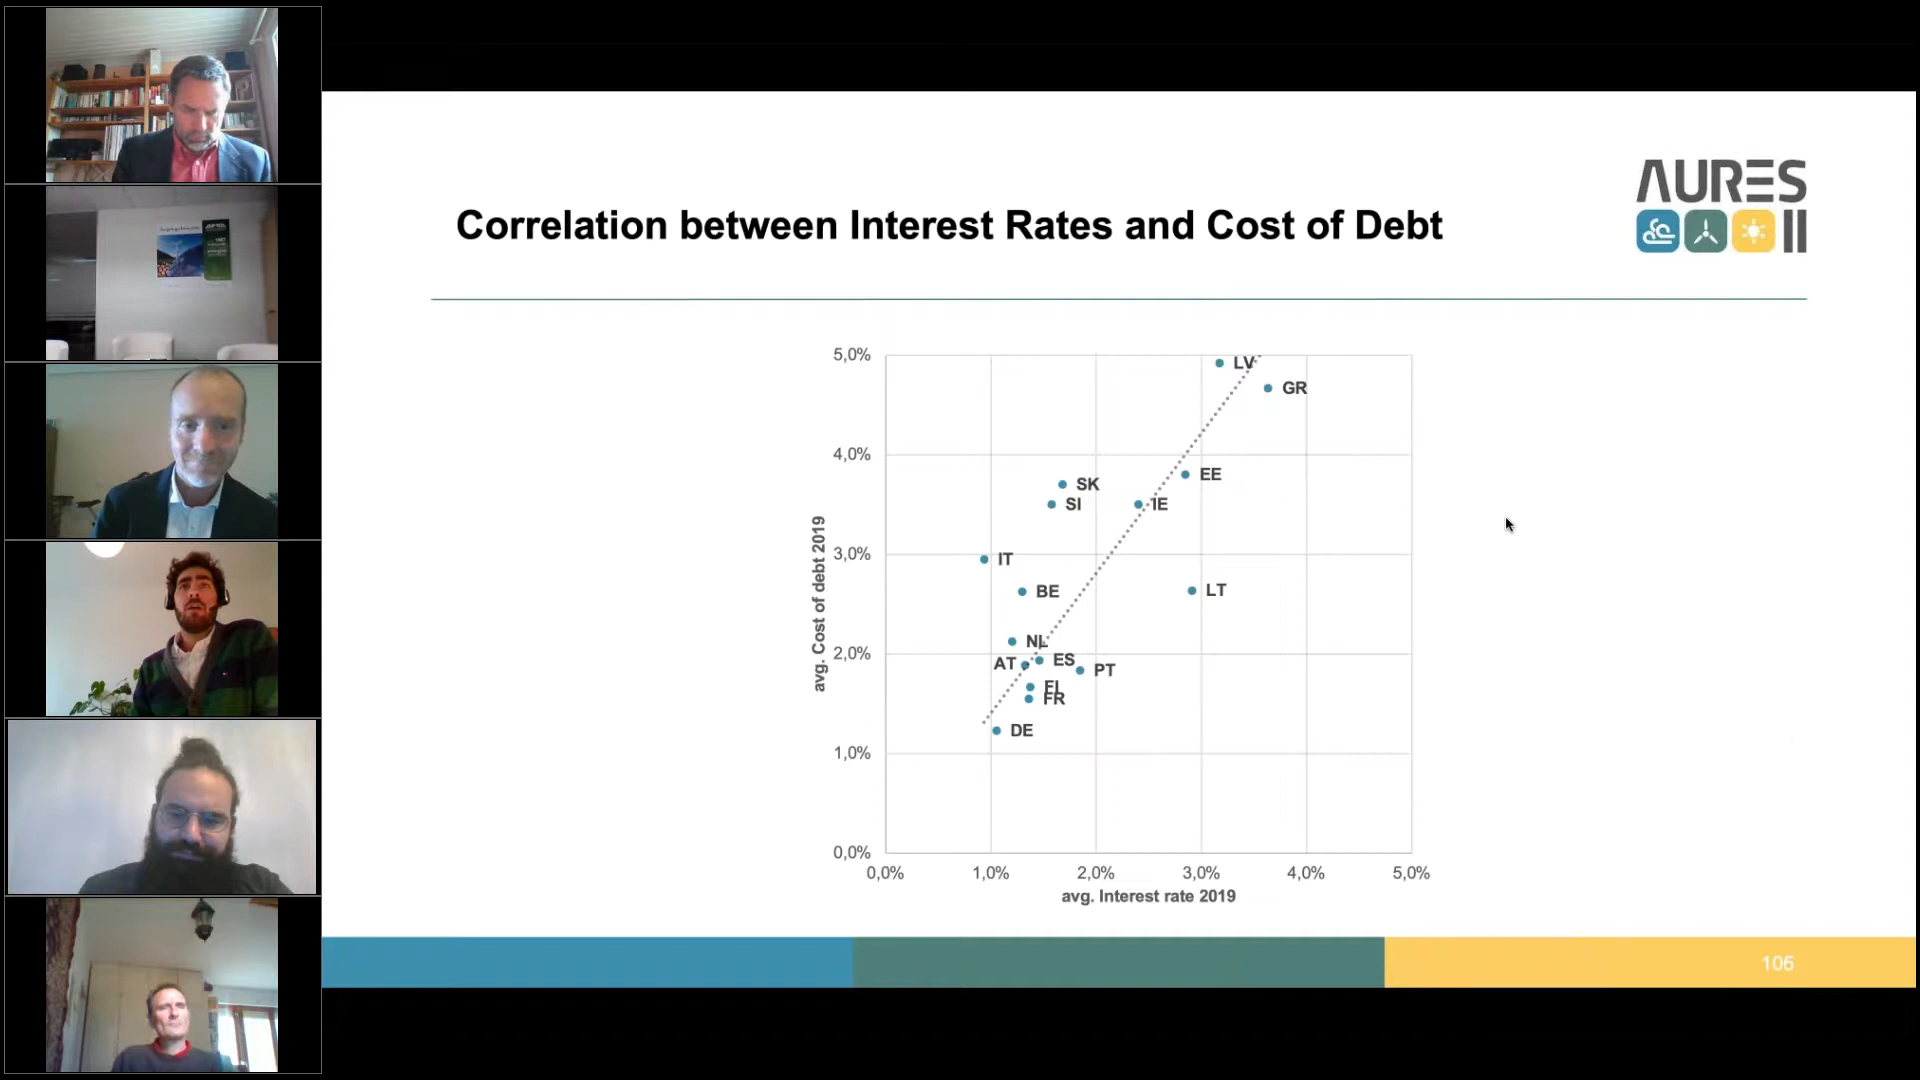 AURES
II
Correlation between Interest Rates and Cost of Debt
5,0%
4,0%
3,0%
2,0%
1,0%
0,0%
avg. Cost of debt 2019
LV
GR
EE
SK
SI
IE
IT
BE
LT
NL
AT
ES
PT
FI
FR
DE
0,0%
1,0%
2,0%
3,0%
4,0%
5,0%
avg. Interest rate 2019
106